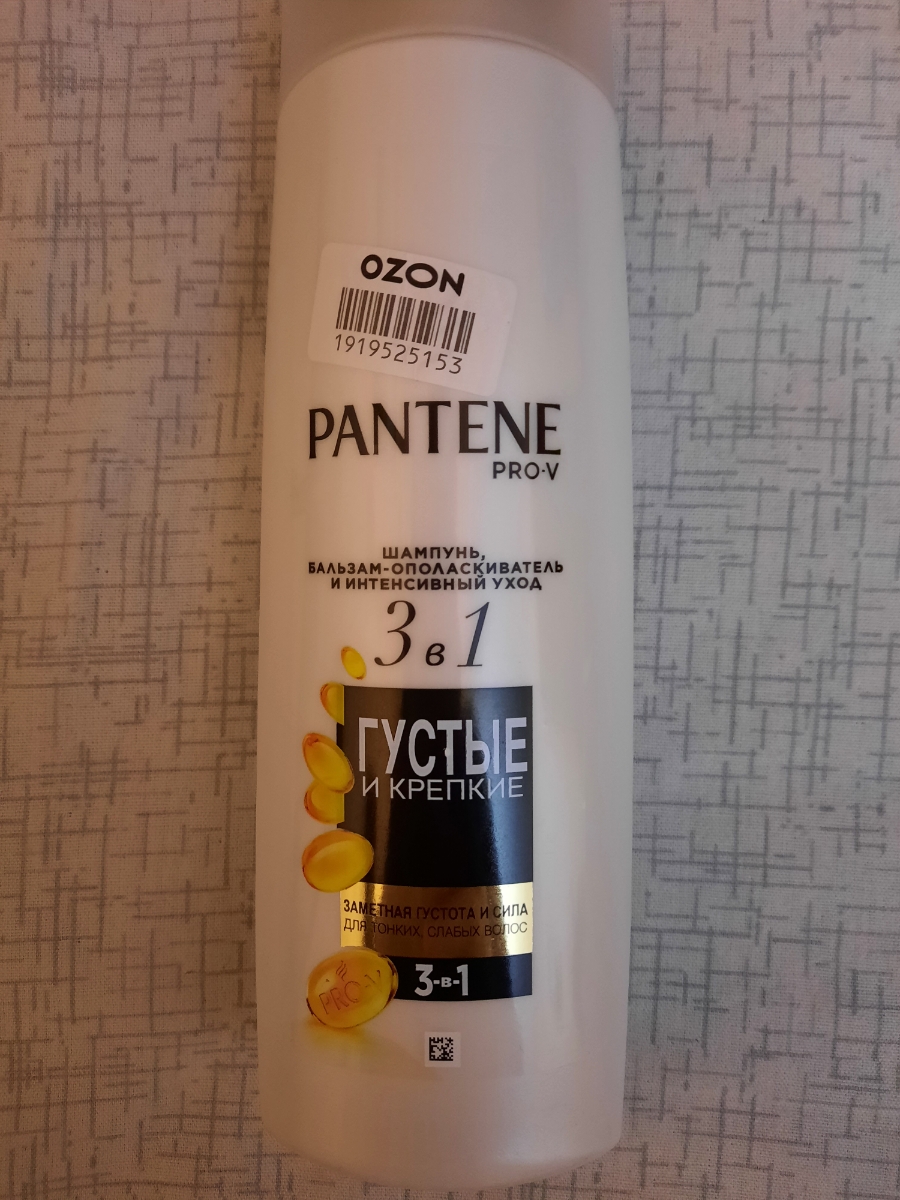 OZON
1919525153
PANTENE
PRO-V
ШАМПУНЬ,
БАЛЬЗАМ-ОПОЛАСКИВАТЕЛЬ
И ИНТЕНСИВНЫЙ УХОД
3 в 1
ГУСТЫЕ
И КРЕПКИЕ
ЗАМЕТНАЯ ГУСТОТА И СИЛА
ДЛЯ ТОНКИХ, СЛАБЫХ ВОЛОС
PRO-V
3-в-1